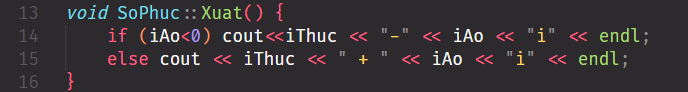 13 void SoPhuc::Xuat() {
14 if (iAo<0) cout<<iThuc << "-" << iAo << "i" << endl;
15 else cout << iThuc << " + " << iAo << "i" << endl;
16 }